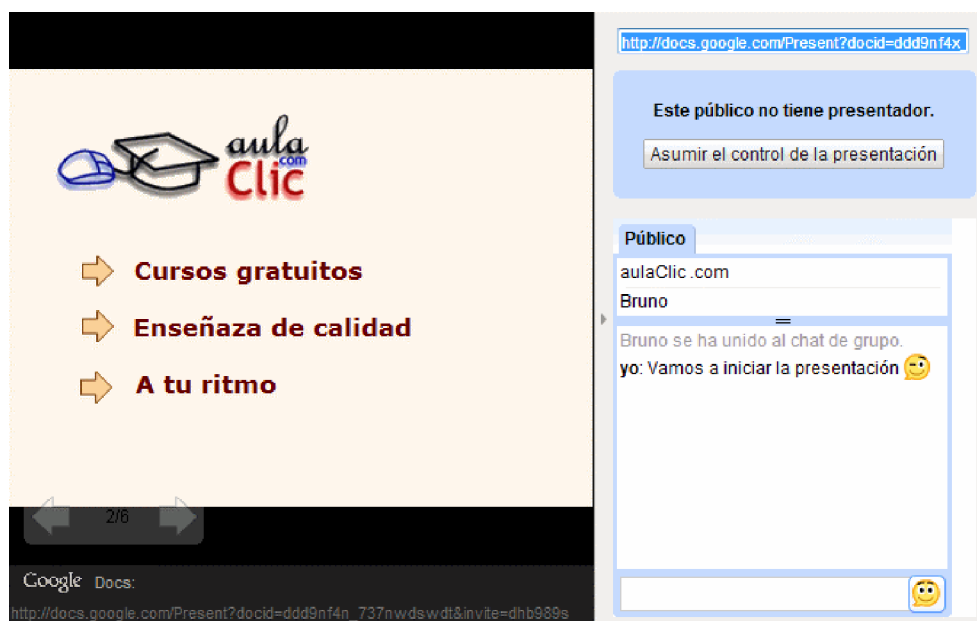 aula
.com
Clic
Cursos gratuitos
Enseñaza de calidad
A tu ritmo
2/6
Google Docs:
http://docs.google.com/Present?docid=ddd9nf4n_737nwdswdt&invite=dhb989s
http://docs.google.com/Present?docid=ddd9nf4x
Este público no tiene presentador.
Asumir el control de la presentación
Público
aulaClic .com
Bruno
Bruno se ha unido al chat de grupo.
yo: Vamos a iniciar la presentación